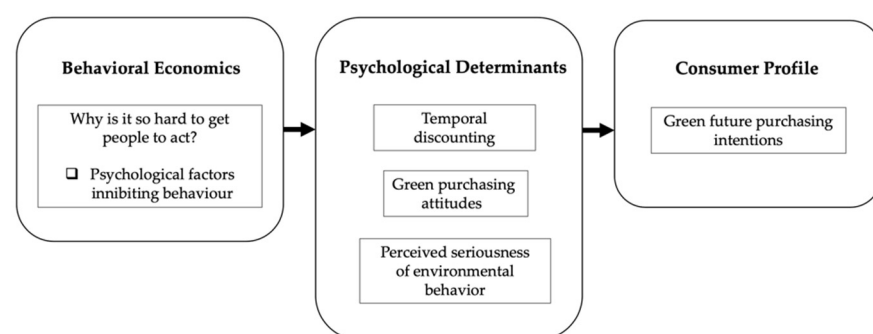 Behavioral Economics
Why is it so hard to get
people to act?
Psychological factors
innibiting behaviour
Psychological Determinants
Temporal
discounting
Green purchasing
attitudes
Perceived seriousness
of environmental
behavior
Consumer Profile
Green future purchasing
intentions